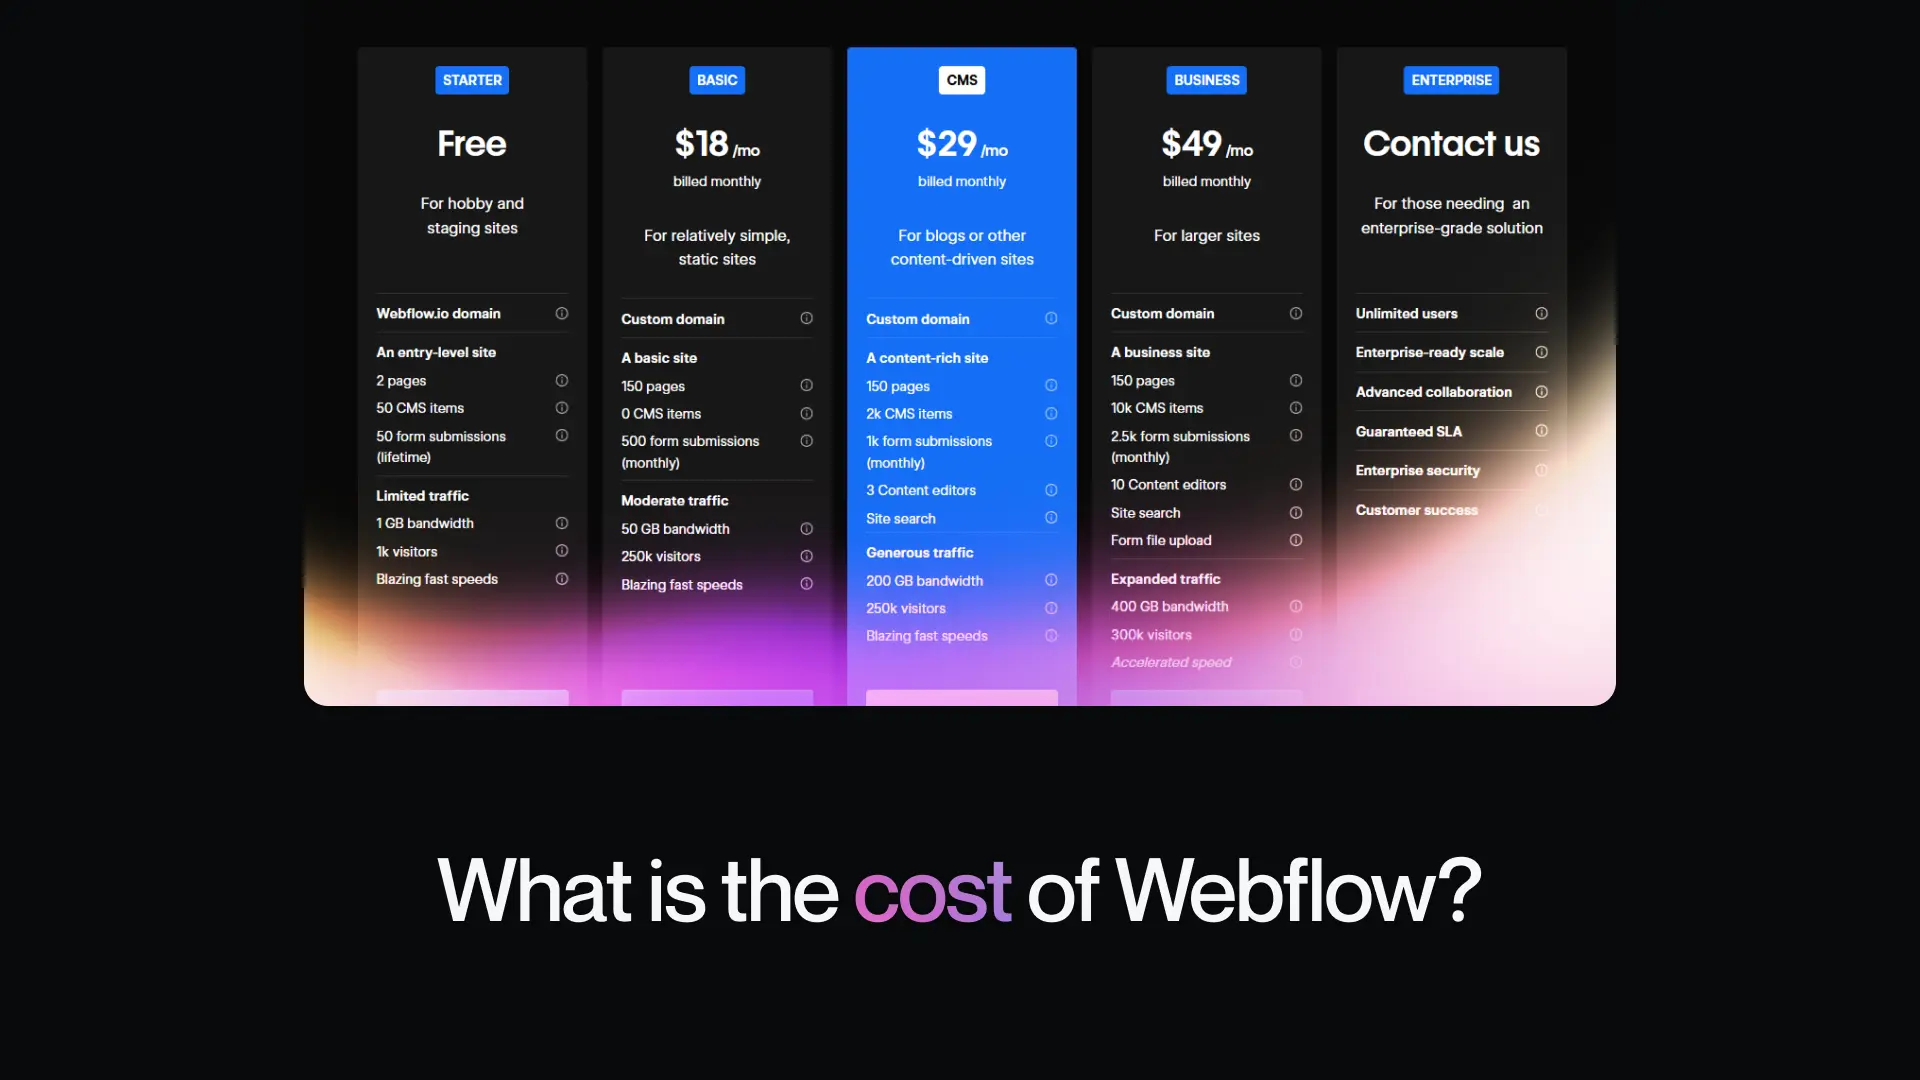 STARTER
Free
For hobby and
staging sites
Webflow.io domain
An entry-level site
2 pages
50 CMS items
50 form submissions
(lifetime)
Limited traffic
1 GB bandwidth
1k visitors
Blazing fast speeds
BASIC
$18 /mo
billed monthly
For relatively simple,
static sites
Custom domain
A basic site
150 pages
0 CMS items
500 form submissions
(monthly)
Moderate traffic
50 GB bandwidth
250k visitors
Blazing fast speeds
CMS
$29 /mo
billed monthly
For blogs or other
content-driven sites
Custom domain
A content-rich site
150 pages
2k CMS items
1k form submissions
(monthly)
3 Content editors
Site search
Generous traffic
200 GB bandwidth
250k visitors
Blazing fast speeds
BUSINESS
$49 /mo
billed monthly
For larger sites
Custom domain
A business site
150 pages
10k CMS items
2.5k form submissions
(monthly)
10 Content editors
Site search
Form file upload
Expanded traffic
400 GB bandwidth
300k visitors
Accelerated speed
ENTERPRISE
Contact us
For those needing an
enterprise-grade solution
Unlimited users
Enterprise-ready scale
Advanced collaboration
Guaranteed SLA
Enterprise security
Customer success
What is the cost of Webflow?